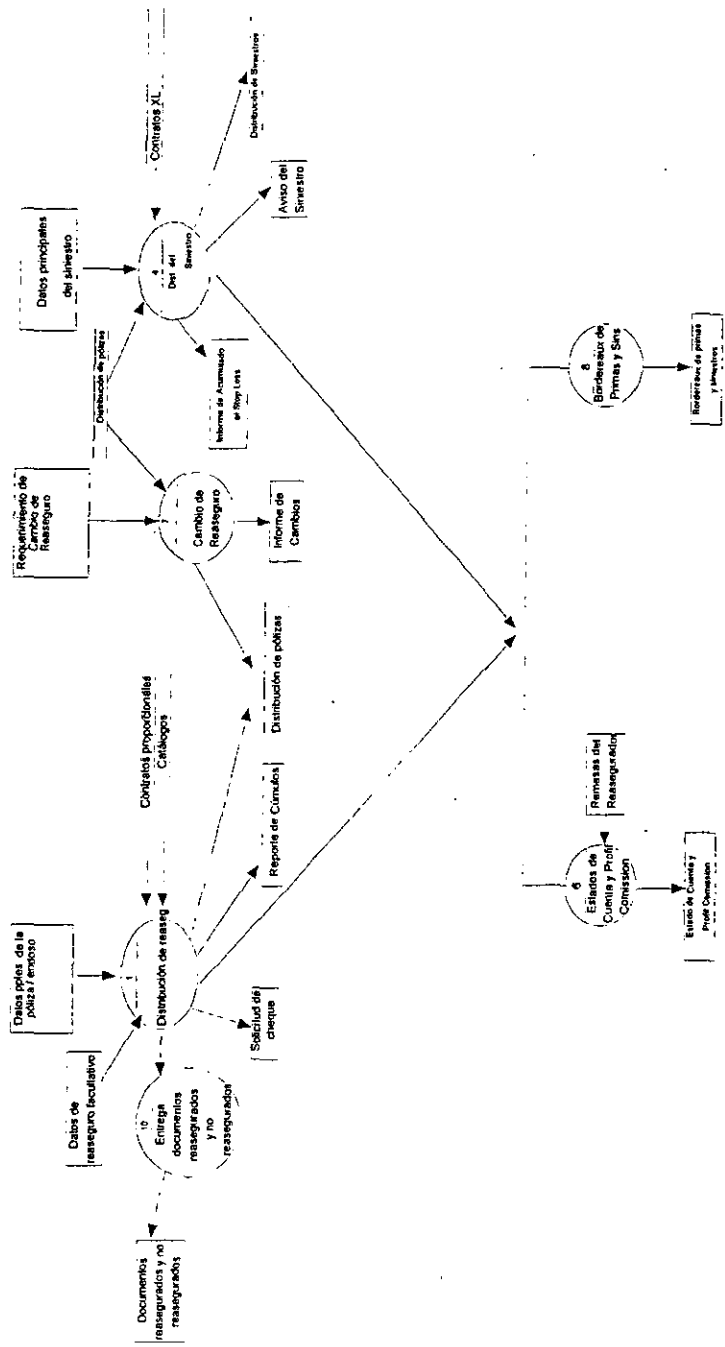 Datos pples de la
póliza / endoso
Datos de
reaseguro facultativo
1
Distribución de reaseg
Contratos proporcionales
Catálogos
10
Entrega
documentos
reasegurados
y no
reasegurados
Documentos
reasegurados y no
reasegurados
Solicitud de
cheque
Reporte de Cúmulos
Distribución de pólizas
Requerimiento de
Cambio de
Reaseguro
Distribución de pólizas
Cambio de
Reaseguro
Informe de
Cambios
Datos principales
del siniestro
Contratos XL
4
Dist del
Siniestro
Informe de Acumulado
Stop Loss
Aviso del
Siniestro
Distribución de Siniestros
6
Estados de
Cuenta y Profit
Comission
Remesas del
Reasegurador
Estado de Cuenta y
Profit Comission
8
Bordereaux de
Primas y Sins
Bordereaux de primas
y siniestros